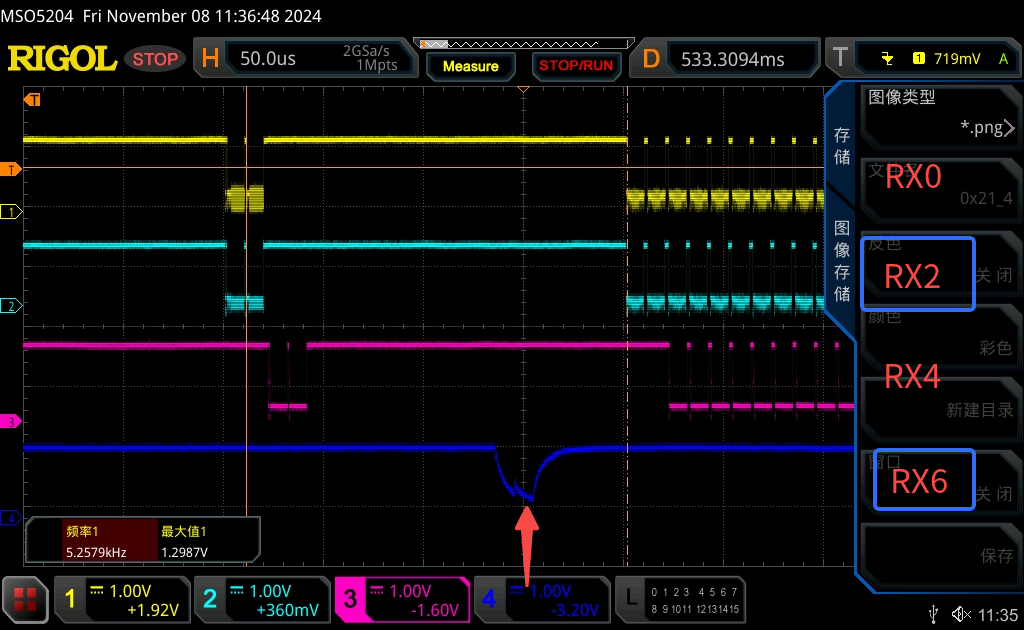 MSO5204 Fri November 08 11:36:48 2024
RIGOL STOP H 50.0us 2GSa/s 1Mpts Measure STOP/RUN D 533.3094ms T 1 719mV A
T
T
1
2
3
4
存储
图像存储
图像类型
*.png
文件名
RX0
0x21_4
反色
RX2
关闭
颜色
彩色
RX4
新建目录
窗口
RX6
关闭
保存
频率1 最大值1
5.2579kHz 1.2987V
1 1.00V +1.92V
2 1.00V +360mV
3 1.00V -1.60V
4 1.00V -3.20V
L 0 1 2 3 4 5 6 7
8 9 10 11 12 13 14 15
11:35